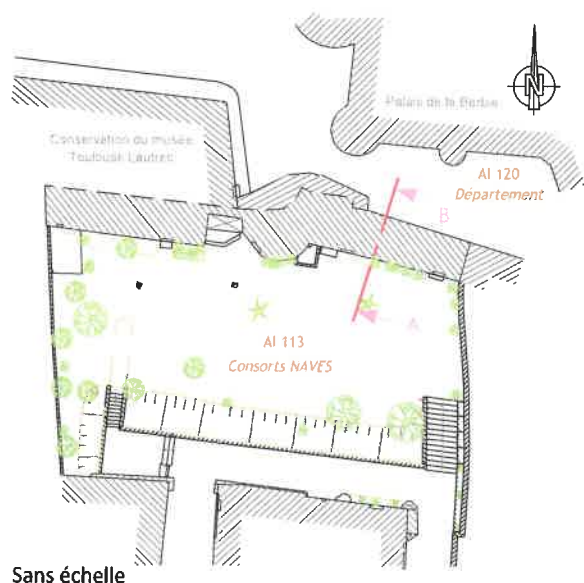 N
Palais de la Berbie
Conservation du musée
Toulouse Lautrec
AI 120
Département
B
A
AI 113
Consorts NAVES
Sans échelle